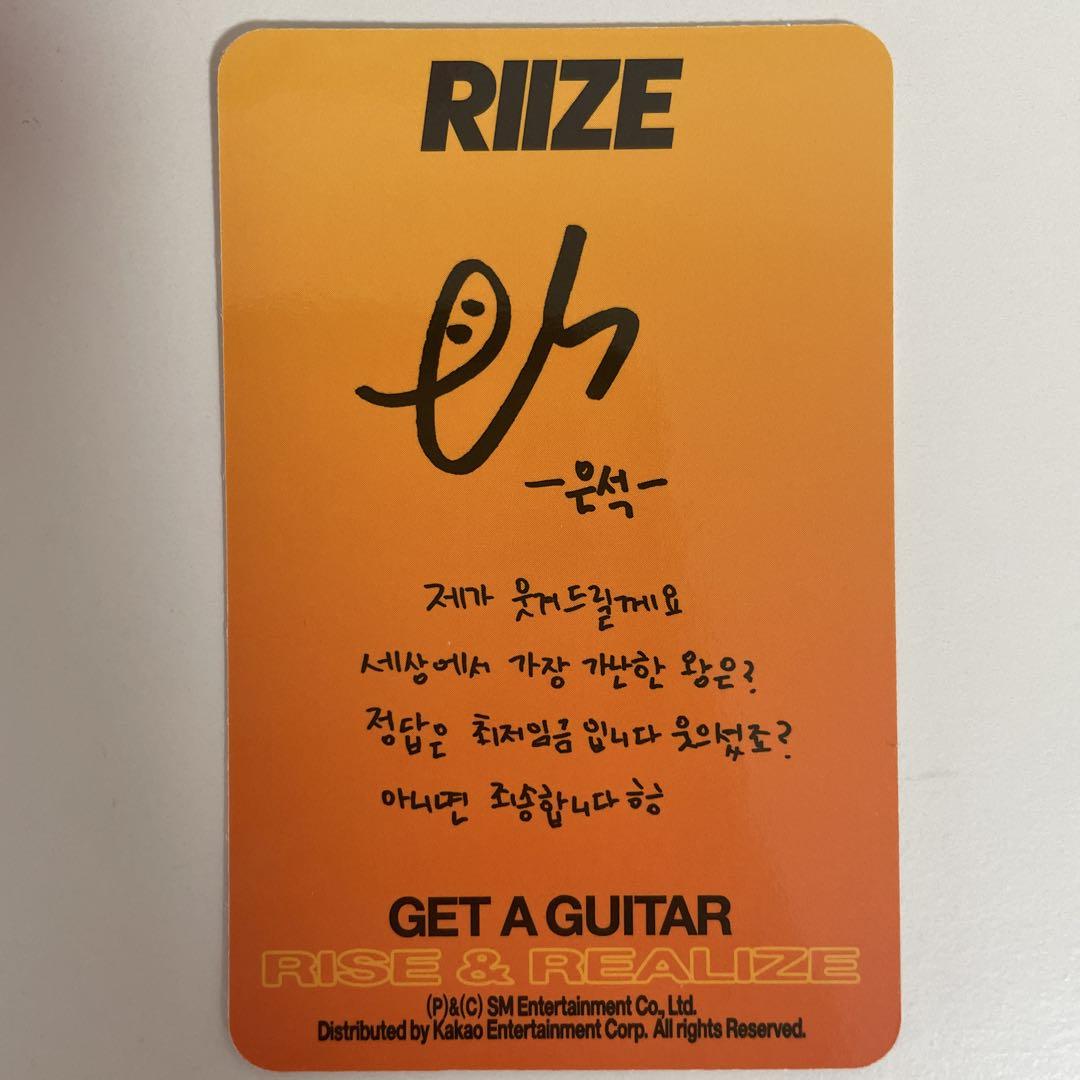 RIIZE
-은석-
제가 웃겨드릴께요
세상에서 가장 가난한 왕은?
정답은 최저임금입니다 웃으셨죠?
아니면 죄송합니다 항항
GET A GUITAR
RISE & REALIZE
(P)&(C) SM Entertainment Co., Ltd.
Distributed by Kakao Entertainment Corp. All rights Reserved.